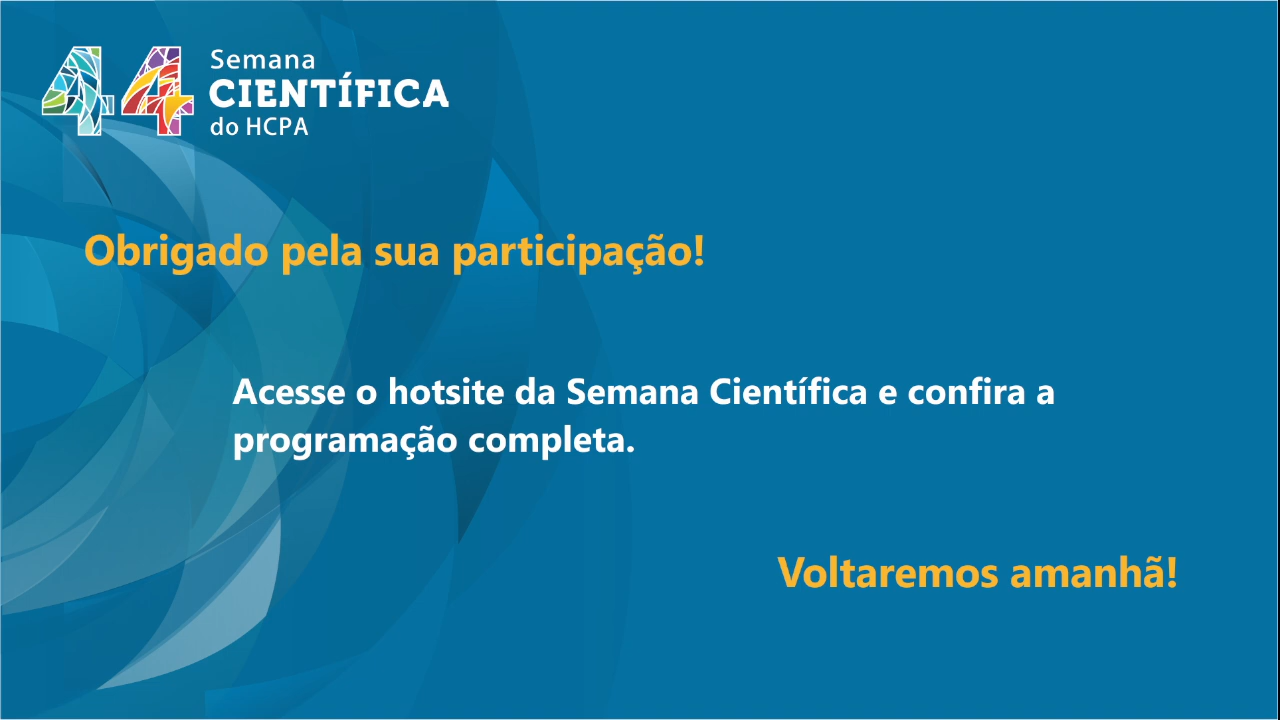 44
Semana
CIENTÍFICA
do HCPA
Obrigado pela sua participação!
Acesse o hotsite da Semana Científica e confira a
programação completa.
Voltaremos amanhã!